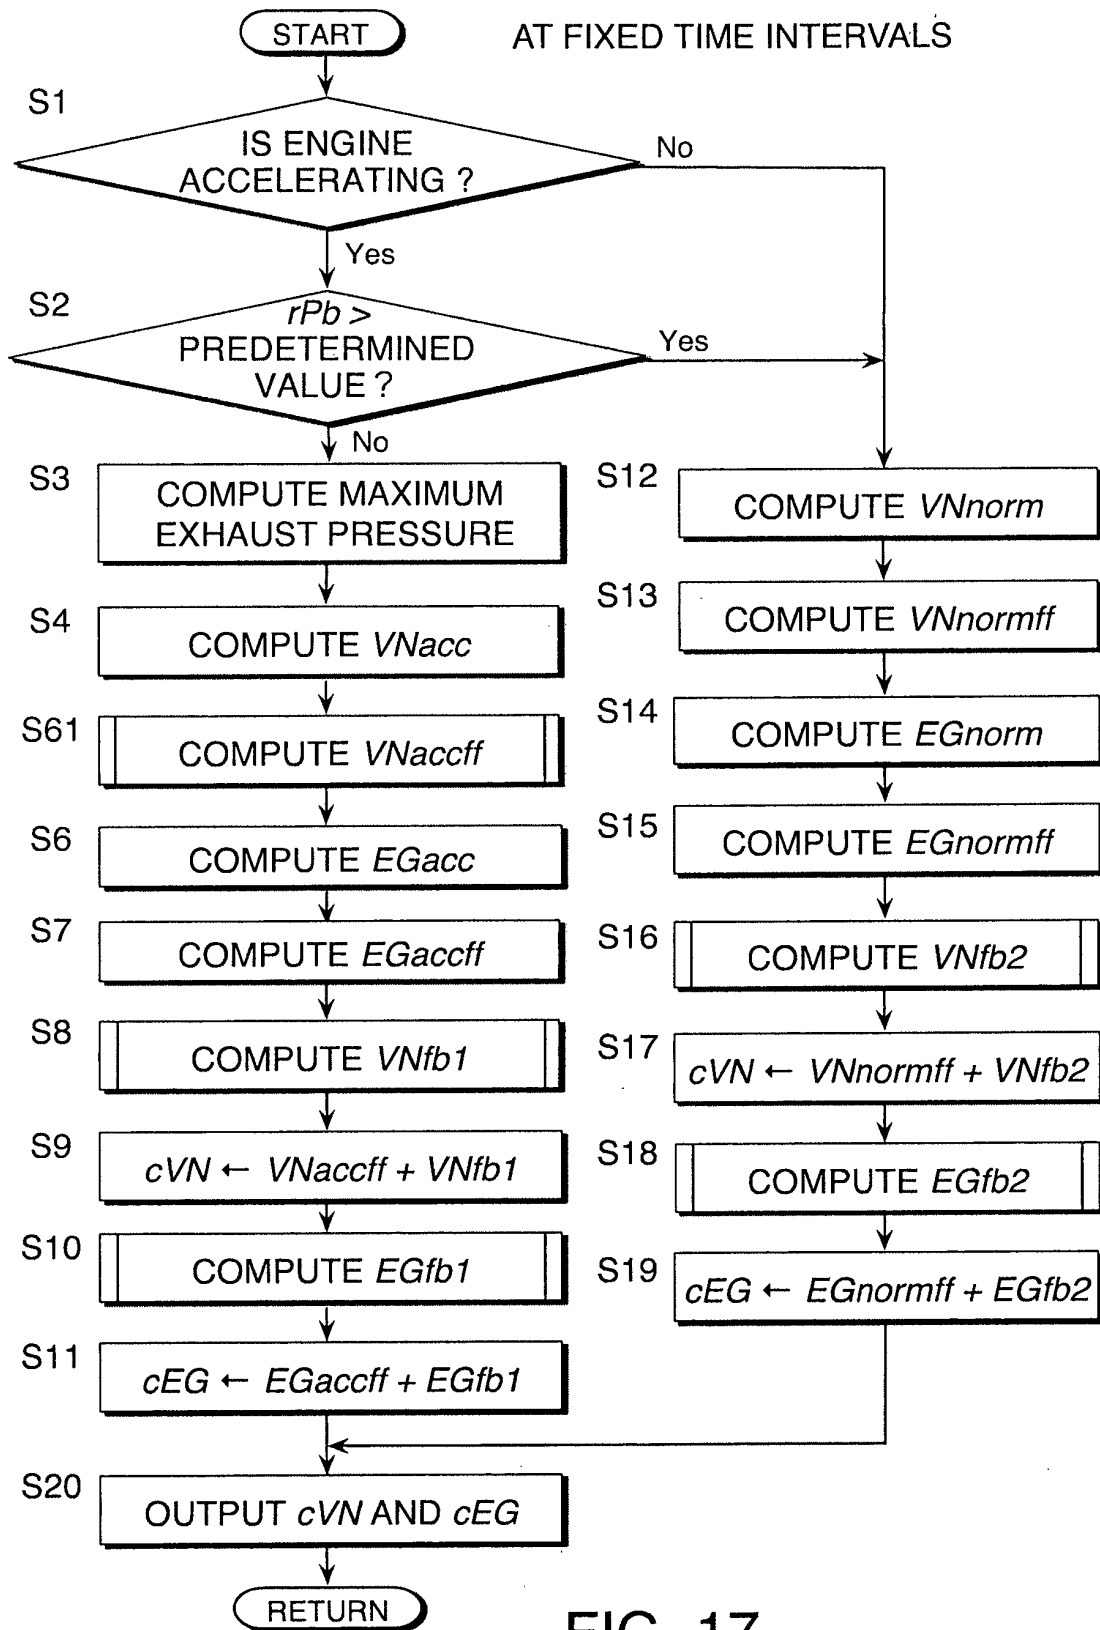 START
AT FIXED TIME INTERVALS
S1
IS ENGINE
ACCELERATING ?
No
Yes
S2
rPb >
PREDETERMINED
VALUE ?
Yes
No
S3
COMPUTE MAXIMUM
EXHAUST PRESSURE
S4
COMPUTE VNacc
S61
COMPUTE VNaccff
S6
COMPUTE EGacc
S7
COMPUTE EGaccff
S8
COMPUTE VNfb1
S9
cVN ← VNaccff + VNfb1
S10
COMPUTE EGfb1
S11
cEG ← EGaccff + EGfb1
S12
COMPUTE VNnorm
S13
COMPUTE VNnormff
S14
COMPUTE EGnorm
S15
COMPUTE EGnormff
S16
COMPUTE VNfb2
S17
cVN ← VNnormff + VNfb2
S18
COMPUTE EGfb2
S19
cEG ← EGnormff + EGfb2
S20
OUTPUT cVN AND cEG
RETURN
FIG. 17